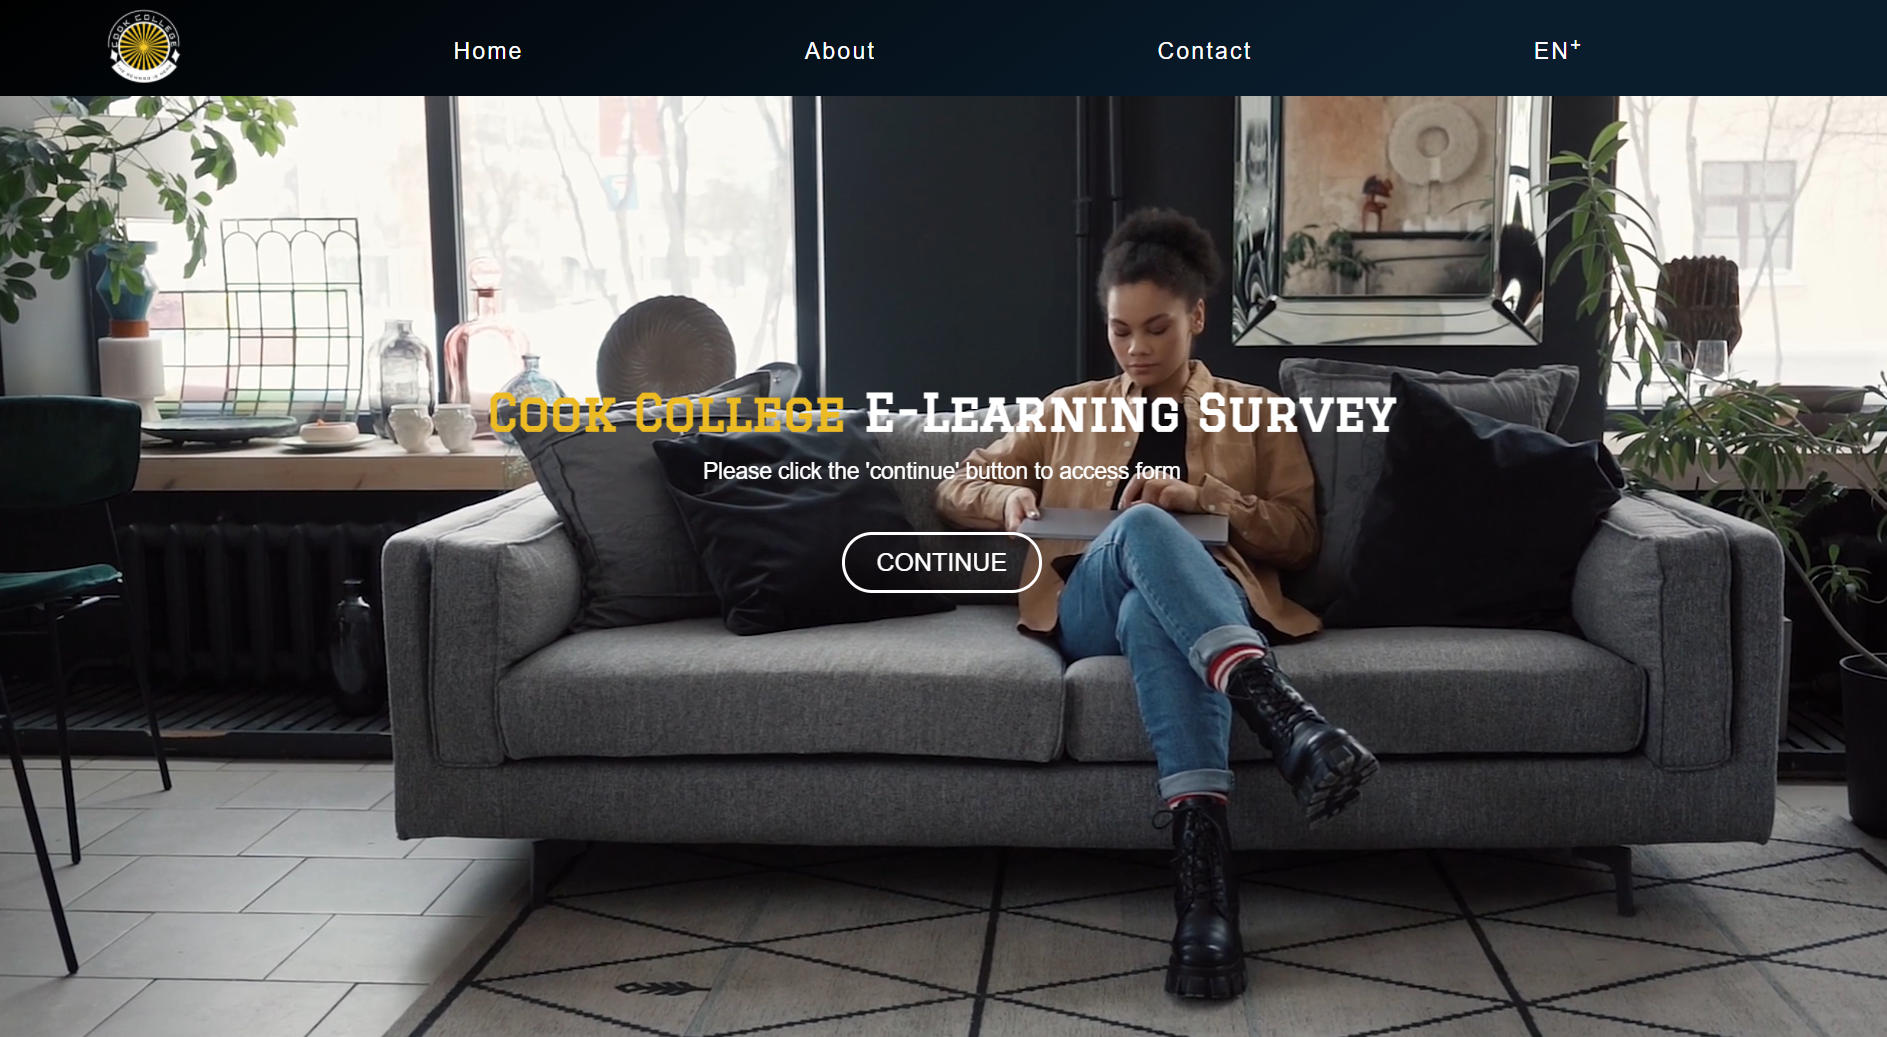 COOK COLLEGE
Home
About
Contact
EN+
Cook College E-Learning Survey
Please click the 'continue' button to access form
CONTINUE